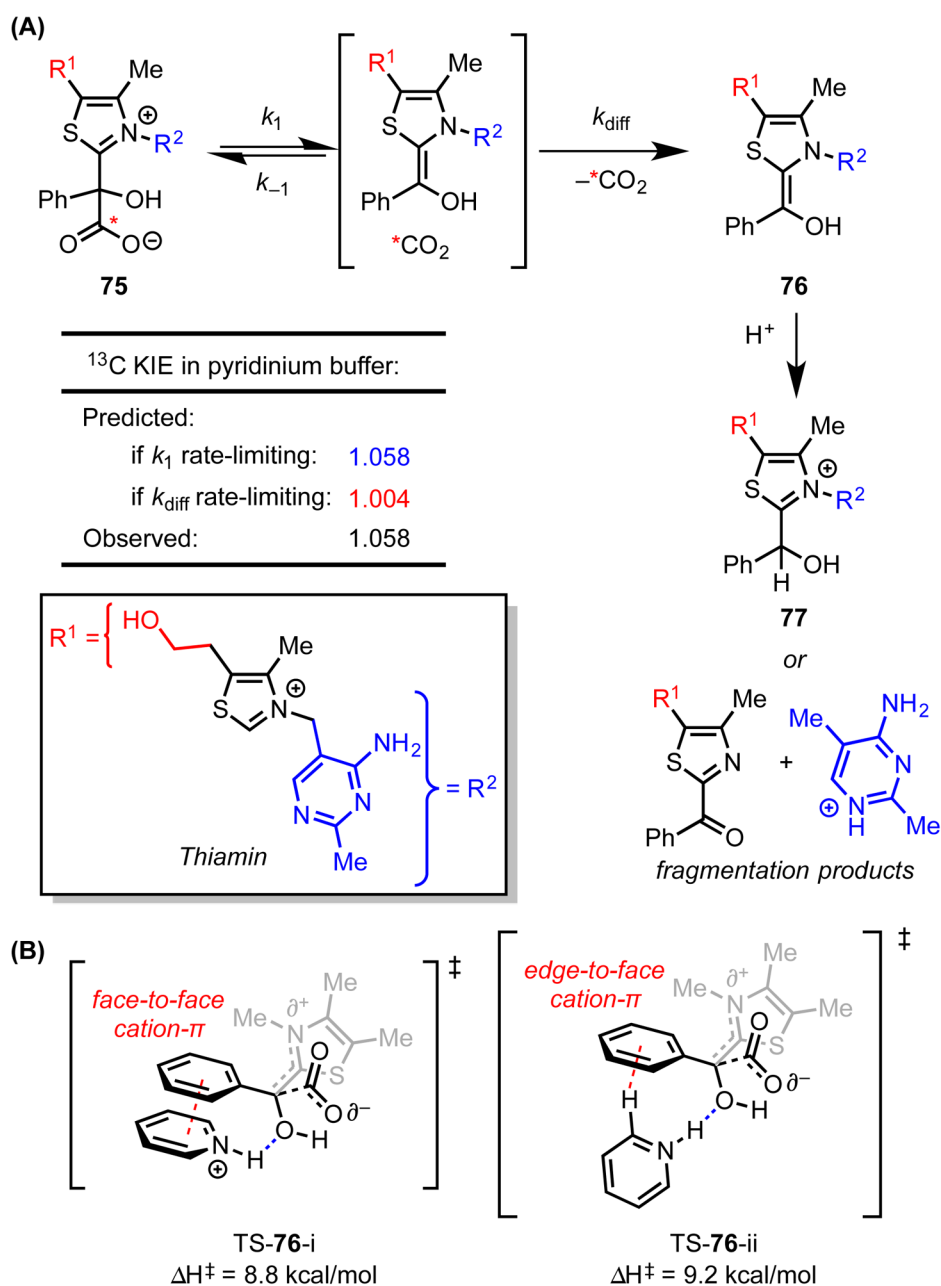 (A)
R¹ Me
S N ⊕ R²
Ph OH
* O O⊖
75
k₁
k₋₁
R¹ Me
S N R²
Ph OH
*CO₂
k_diff
–*CO₂
R¹ Me
S N R²
Ph OH
76
H⁺
¹³C KIE in pyridinium buffer:
Predicted:
if k₁ rate-limiting: 1.058
if k_diff rate-limiting: 1.004
Observed: 1.058
R¹ Me
S N ⊕ R²
Ph OH
H
77
or
R¹ = { HO Me
S N ⊕
NH₂
N N
Me
} = R²
Thiamin
R¹ Me
S N
Ph O
+
Me NH₂
N
⊕ N H Me
fragmentation products
(B)
face-to-face
cation-π
∂+ Me
Me N Me
S O
O ∂–
O H
N H
⊕
‡
TS-76-i
ΔH‡ = 8.8 kcal/mol
edge-to-face
cation-π
∂+ Me
Me N Me
S O
O ∂–
H H O H
N
‡
TS-76-ii
ΔH‡ = 9.2 kcal/mol